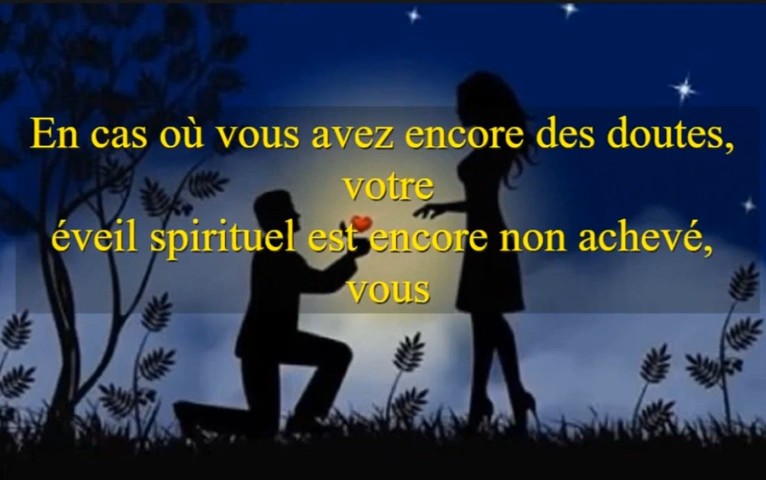 En cas où vous avez encore des doutes,
votre
éveil spirituel est encore non achevé,
vous